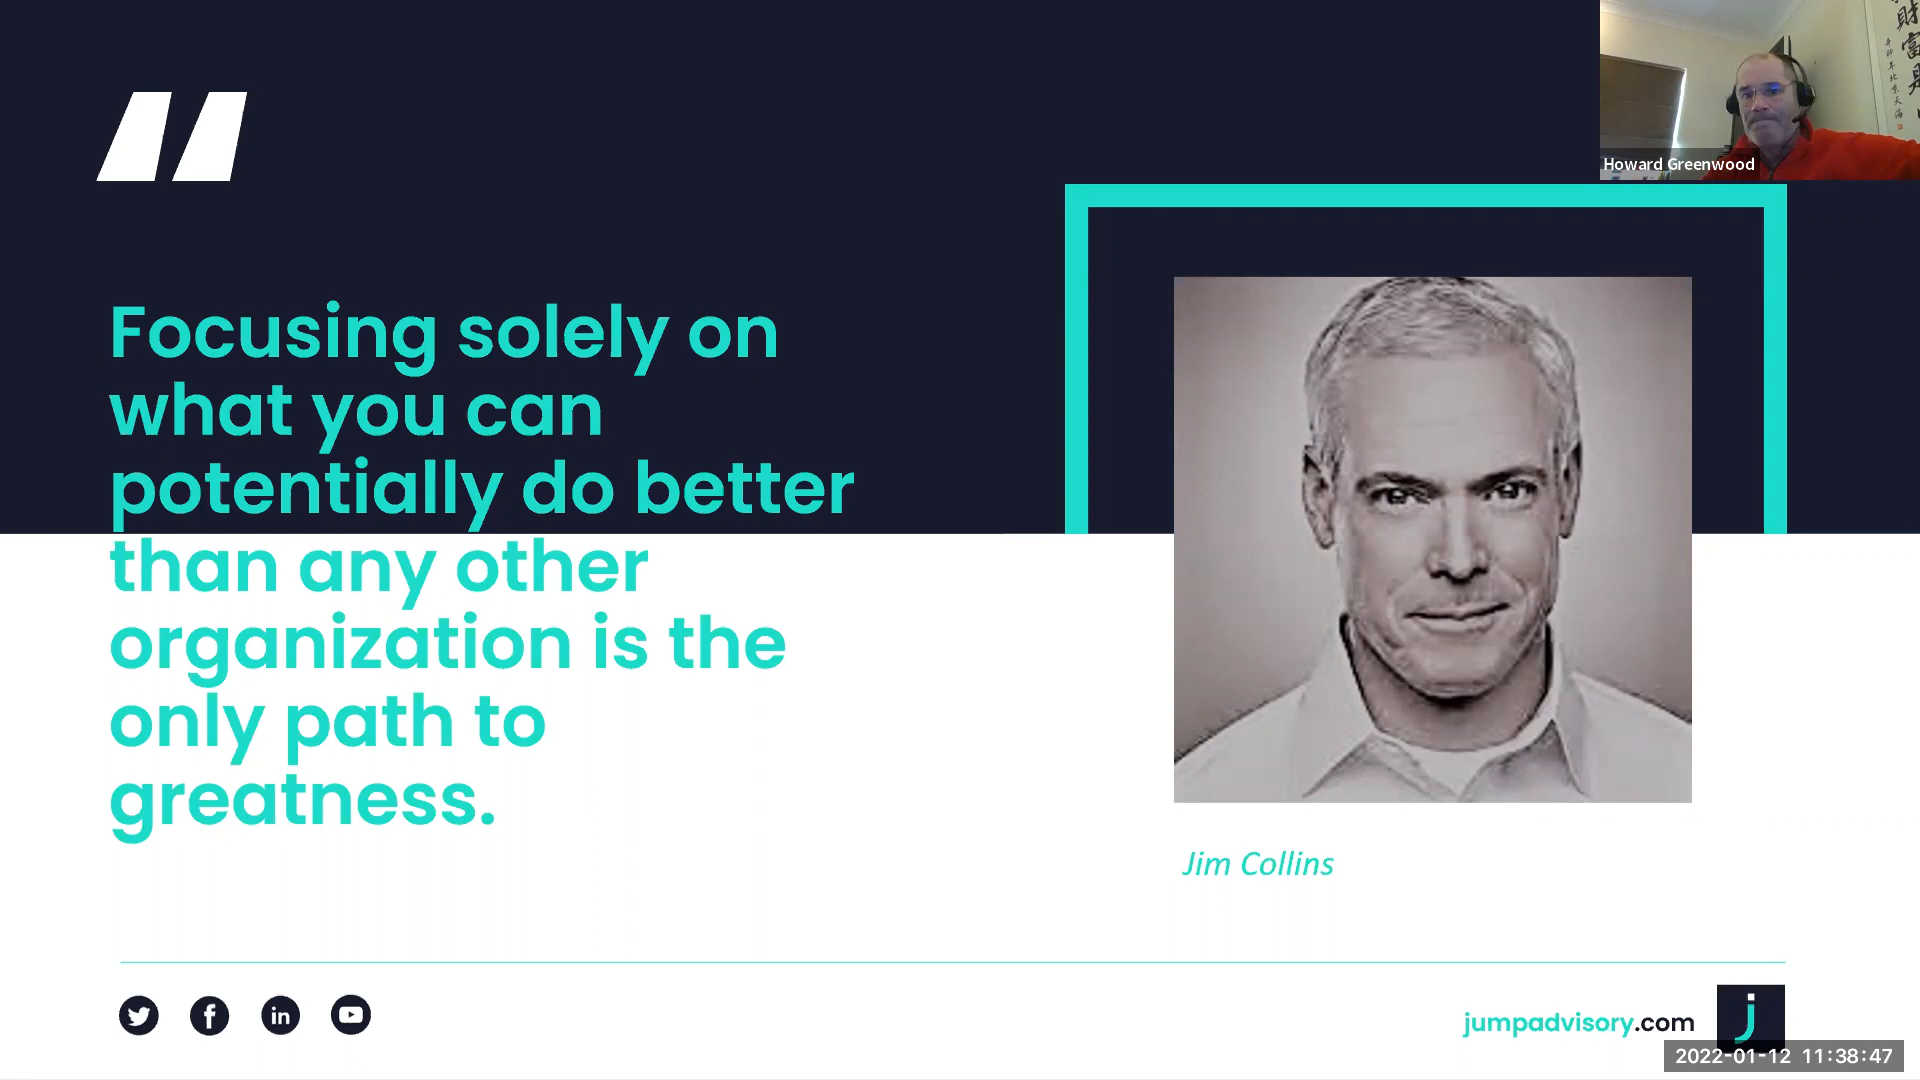 Focusing solely on
what you can
potentially do better
than any other
organization is the
only path to
greatness.
Howard Greenwood
Jim Collins
jumpadvisory.com
j
2022-01-12 11:38:47